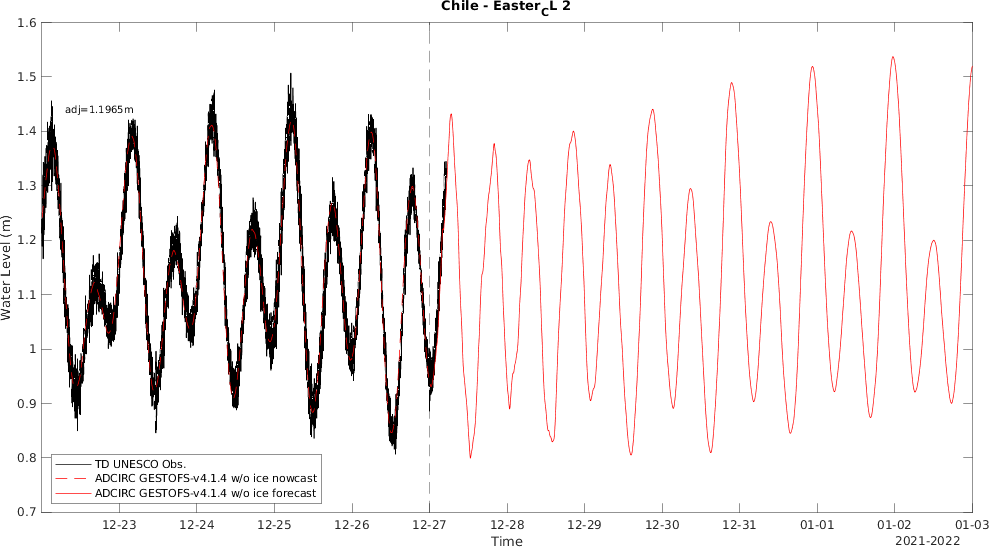 Chile - Easter_CL 2
1.6
1.5
1.4
1.3
1.2
1.1
1
0.9
0.8
0.7
Water Level (m)
adj=1.1965m
TD UNESCO Obs.
ADCIRC GESTOFS-v4.1.4 w/o ice nowcast
ADCIRC GESTOFS-v4.1.4 w/o ice forecast
12-23 12-24 12-25 12-26 12-27 12-28 12-29 12-30 12-31 01-01 01-02 01-03
Time
2021-2022